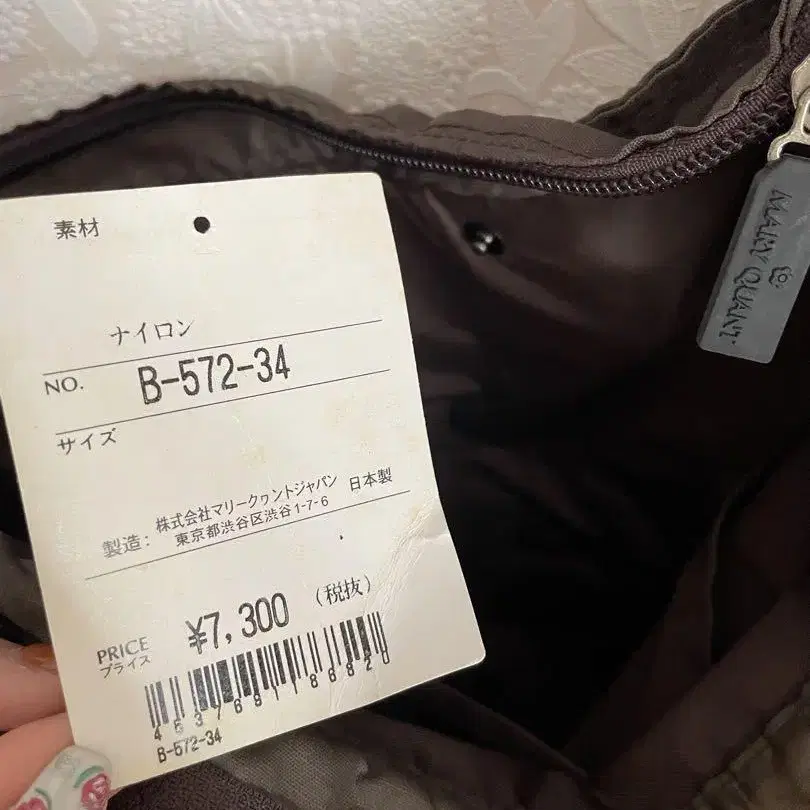 素材
ナイロン
NO. B-572-34
サイズ
製造: 株式会社マリークヮントジャパン 日本製
東京都渋谷区渋谷1-7-6
PRICE ¥7,300 (税抜)
プライス
B-572-34
MARY QUANT